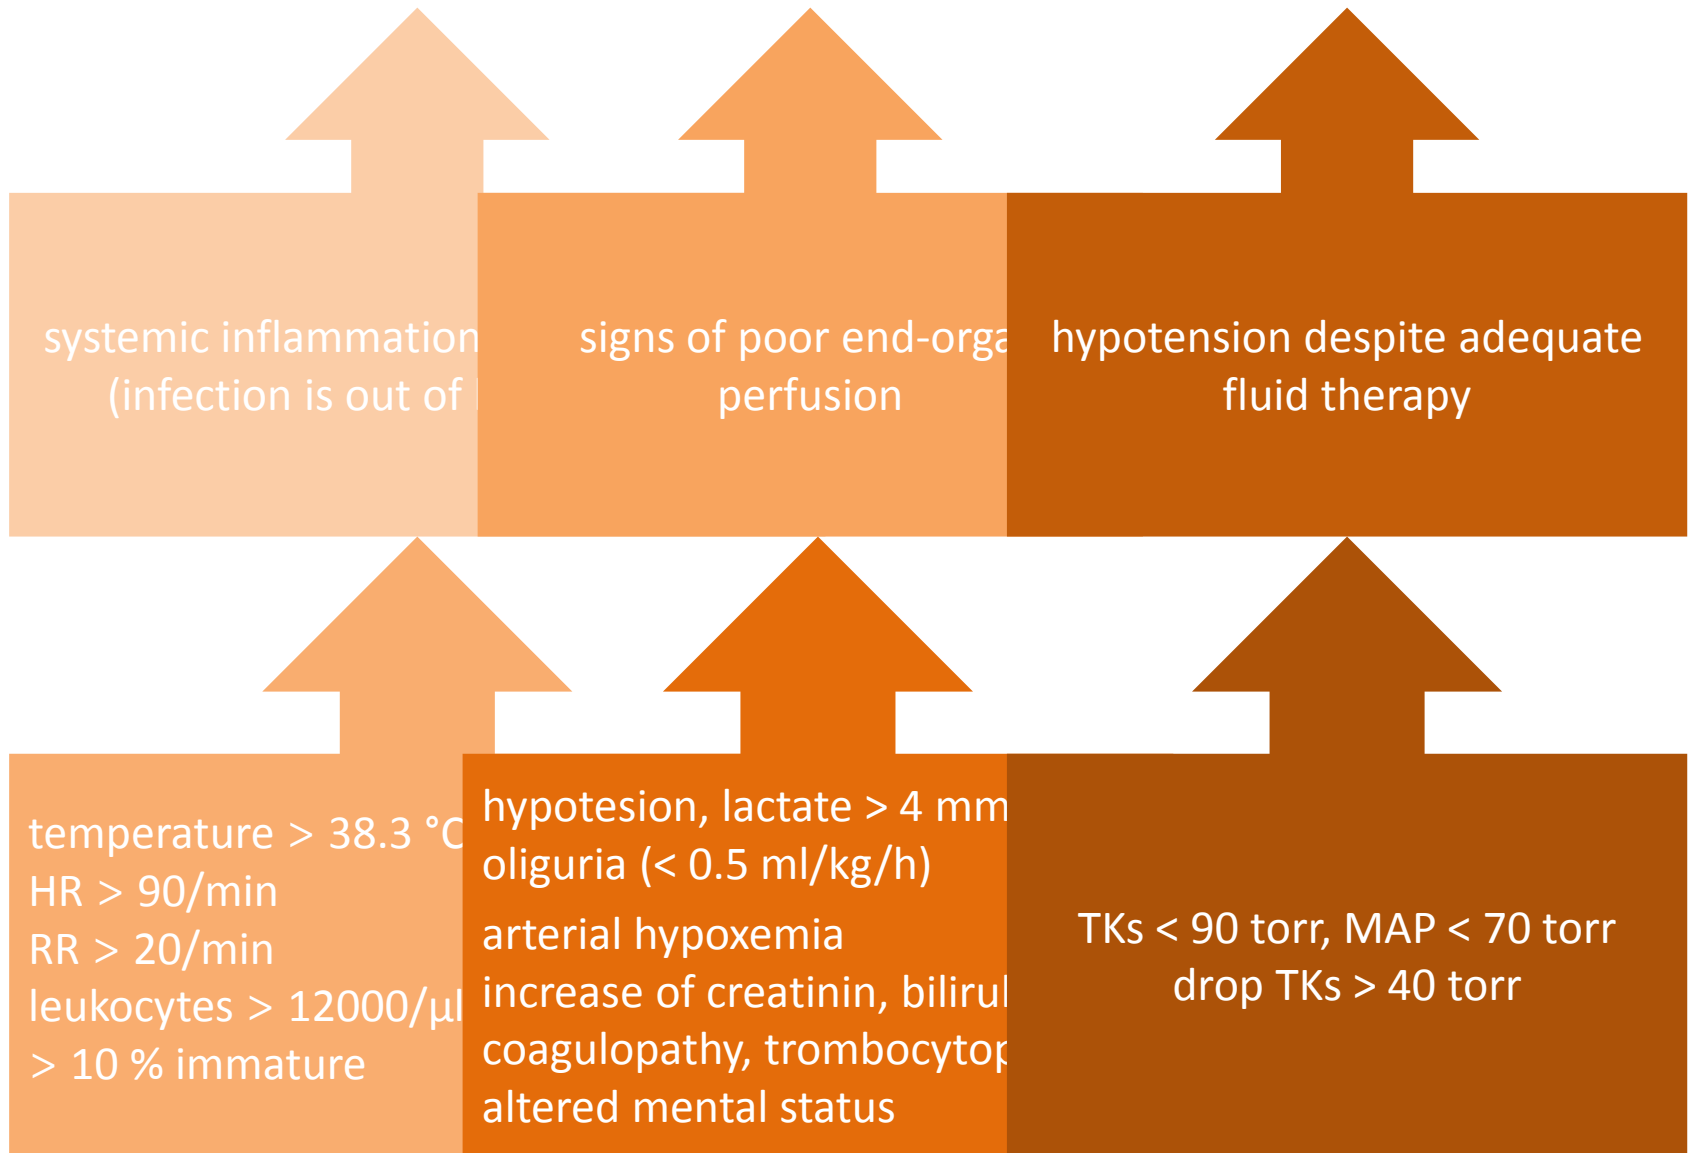 systemic inflammation
(infection is out of
signs of poor end-orga
perfusion
hypotension despite adequate
fluid therapy
temperature > 38.3 °C
HR > 90/min
RR > 20/min
leukocytes > 12000/μl
> 10 % immature
hypotesion, lactate > 4 mm
oliguria (< 0.5 ml/kg/h)
arterial hypoxemia
increase of creatinin, bilirul
coagulopathy, trombocytop
altered mental status
TKs < 90 torr, MAP < 70 torr
drop TKs > 40 torr